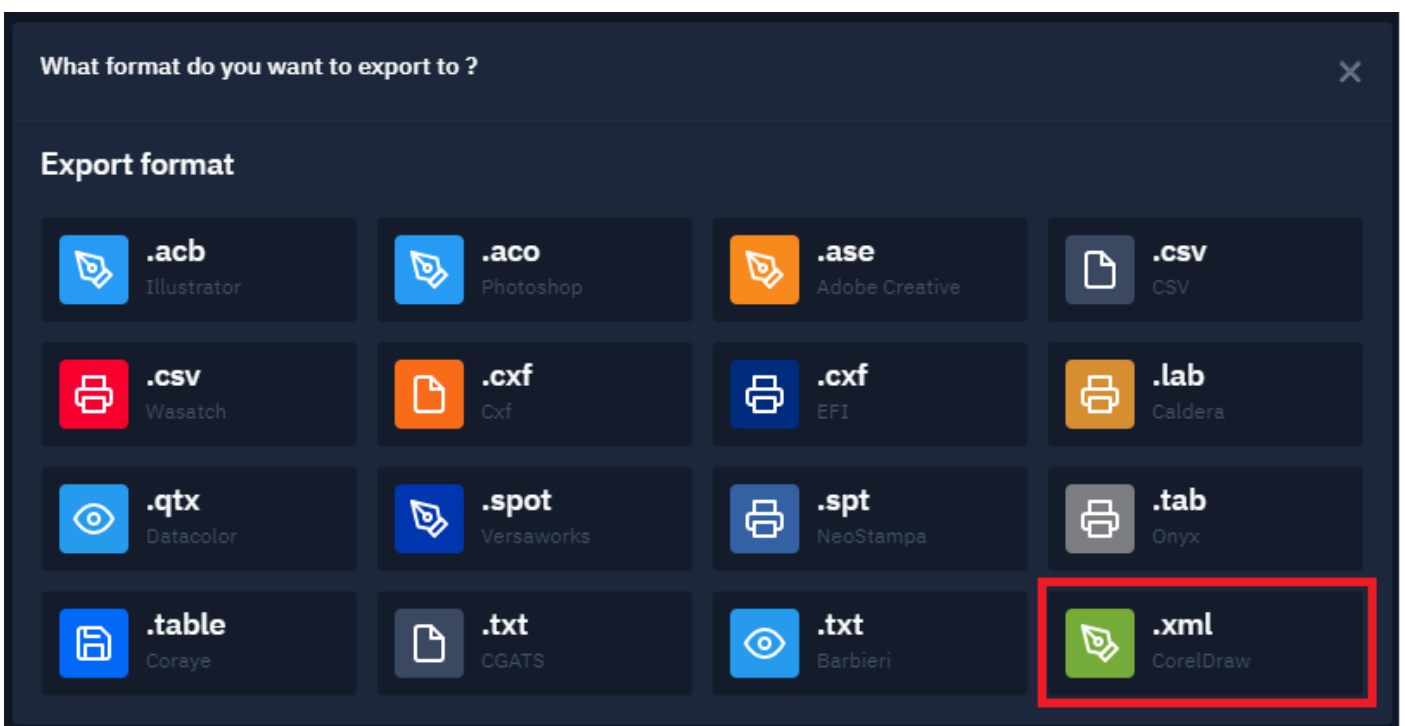 What format do you want to export to ?
Export format
.acb
Illustrator
.aco
Photoshop
.ase
Adobe Creative
.csv
CSV
.csv
Wasatch
.cxf
Cxf
.cxf
EFI
.lab
Caldera
.qtx
Datacolor
.spot
Versaworks
.spt
NeoStampa
.tab
Onyx
.table
Coraye
.txt
CGATS
.txt
Barbieri
.xml
CorelDraw